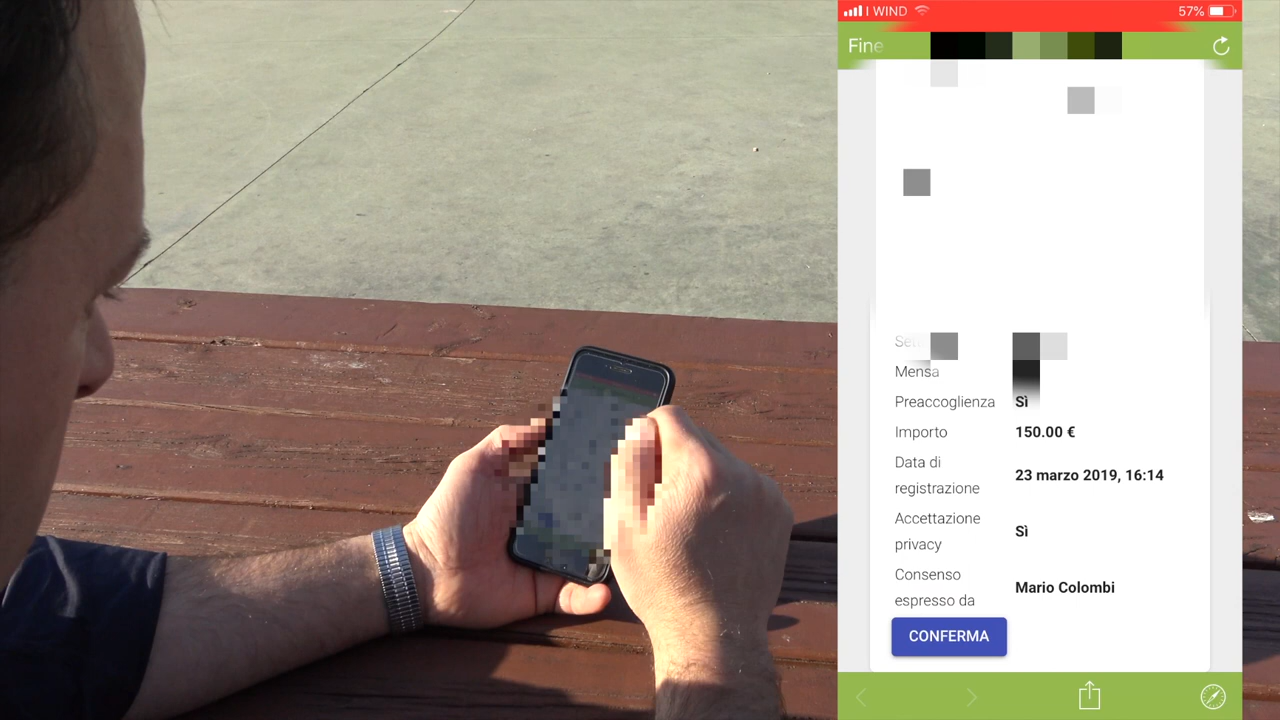 I WIND
57%
Fine
Mensa
Preaccoglienza Sì
Importo 150.00 €
Data di
registrazione 23 marzo 2019, 16:14
Accettazione
privacy Sì
Consenso
espresso da Mario Colombi
CONFERMA